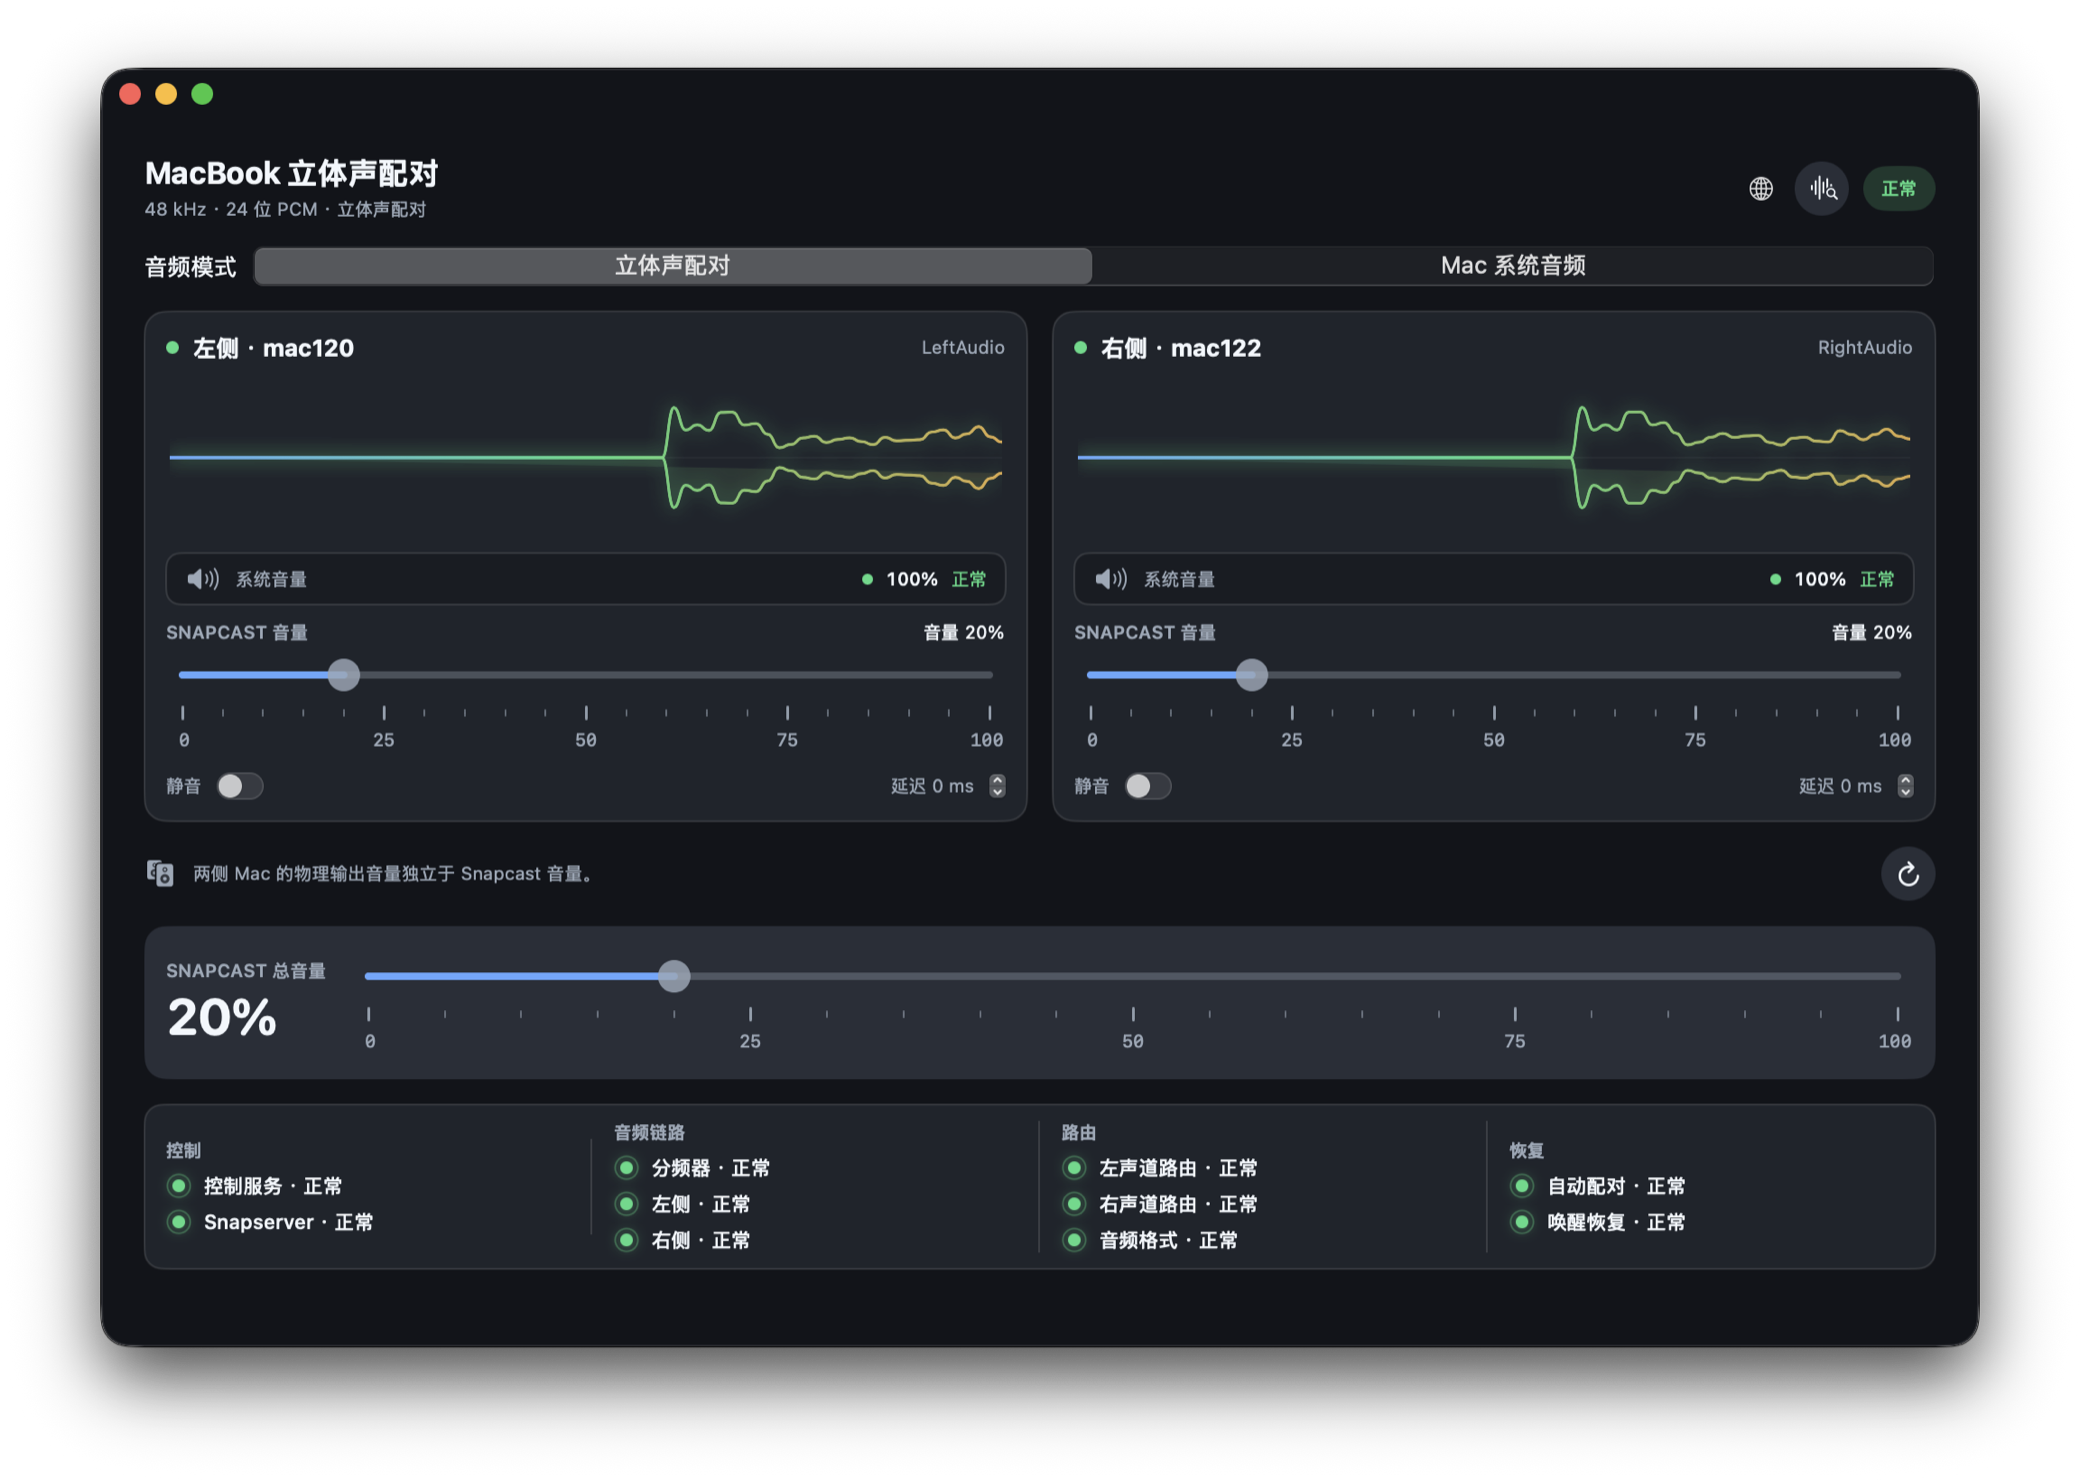 MacBook 立体声配对
48 kHz · 24 位 PCM · 立体声配对
正常
音频模式
立体声配对
Mac 系统音频
左侧 · mac120
LeftAudio
系统音量
100% 正常
SNAPCAST 音量
音量 20%
0 25 50 75 100
静音
延迟 0 ms
右侧 · mac122
RightAudio
系统音量
100% 正常
SNAPCAST 音量
音量 20%
0 25 50 75 100
静音
延迟 0 ms
两侧 Mac 的物理输出音量独立于 Snapcast 音量。
SNAPCAST 总音量
20%
0 25 50 75 100
控制
控制服务 · 正常
Snapserver · 正常
音频链路
分频器 · 正常
左侧 · 正常
右侧 · 正常
路由
左声道路由 · 正常
右声道路由 · 正常
音频格式 · 正常
恢复
自动配对 · 正常
唤醒恢复 · 正常